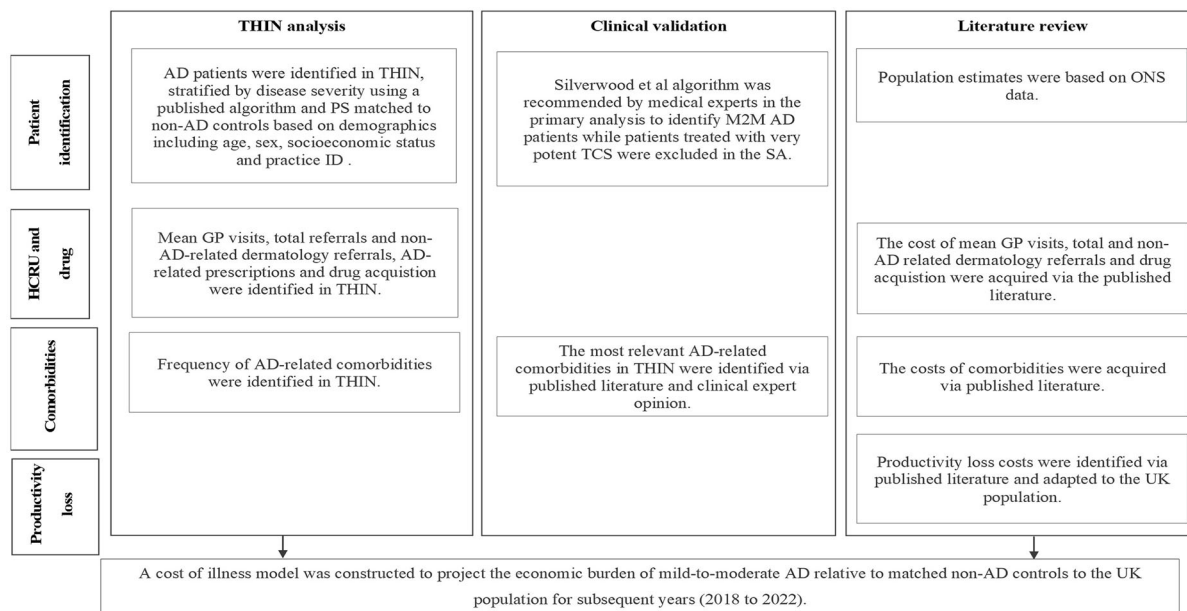 THIN analysis
Clinical validation
Literature review
Patient
identification
AD patients were identified in THIN,
stratified by disease severity using a
published algorithm and PS matched to
non-AD controls based on demographics
including age, sex, socioeconomic status
and practice ID .
Silverwood et al algorithm was
recommended by medical experts in the
primary analysis to identify M2M AD
patients while patients treated with very
potent TCS were excluded in the SA.
Population estimates were based on ONS
data.
HCRU and
drug
Mean GP visits, total referrals and non-
AD-related dermatology referrals, AD-
related prescriptions and drug acquistion
were identified in THIN.
The cost of mean GP visits, total and non-
AD related dermatology referrals and drug
acquistion were acquired via the published
literature.
Comorbidities
Frequency of AD-related comorbidities
were identified in THIN.
The most relevant AD-related
comorbidities in THIN were identified via
published literature and clinical expert
opinion.
The costs of comorbidities were acquired
via published literature.
Productivity
loss
Productivity loss costs were identified via
published literature and adapted to the UK
population.
A cost of illness model was constructed to project the economic burden of mild-to-moderate AD relative to matched non-AD controls to the UK
population for subsequent years (2018 to 2022).